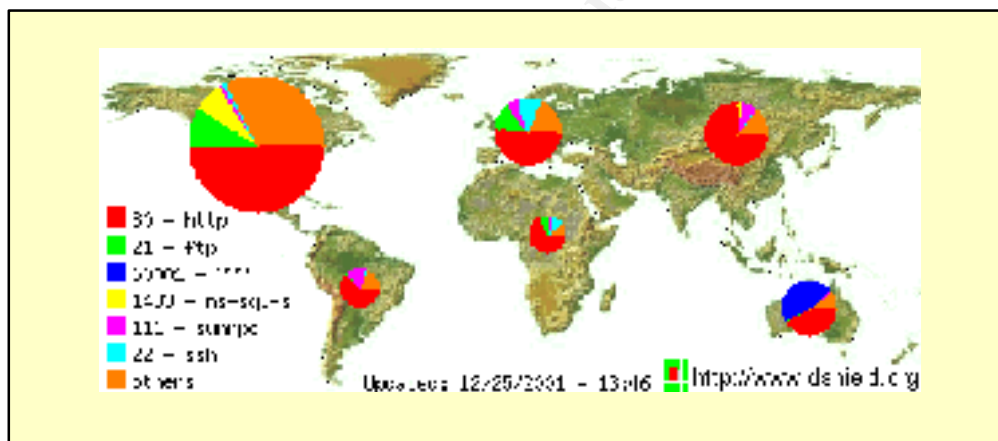 80 - http
21 - ftp
1433 - ms-sql-s
111 - sunrpc
22 - ssh
others
Updated: 12/25/2001 - 13:46
http://www.dshield.org